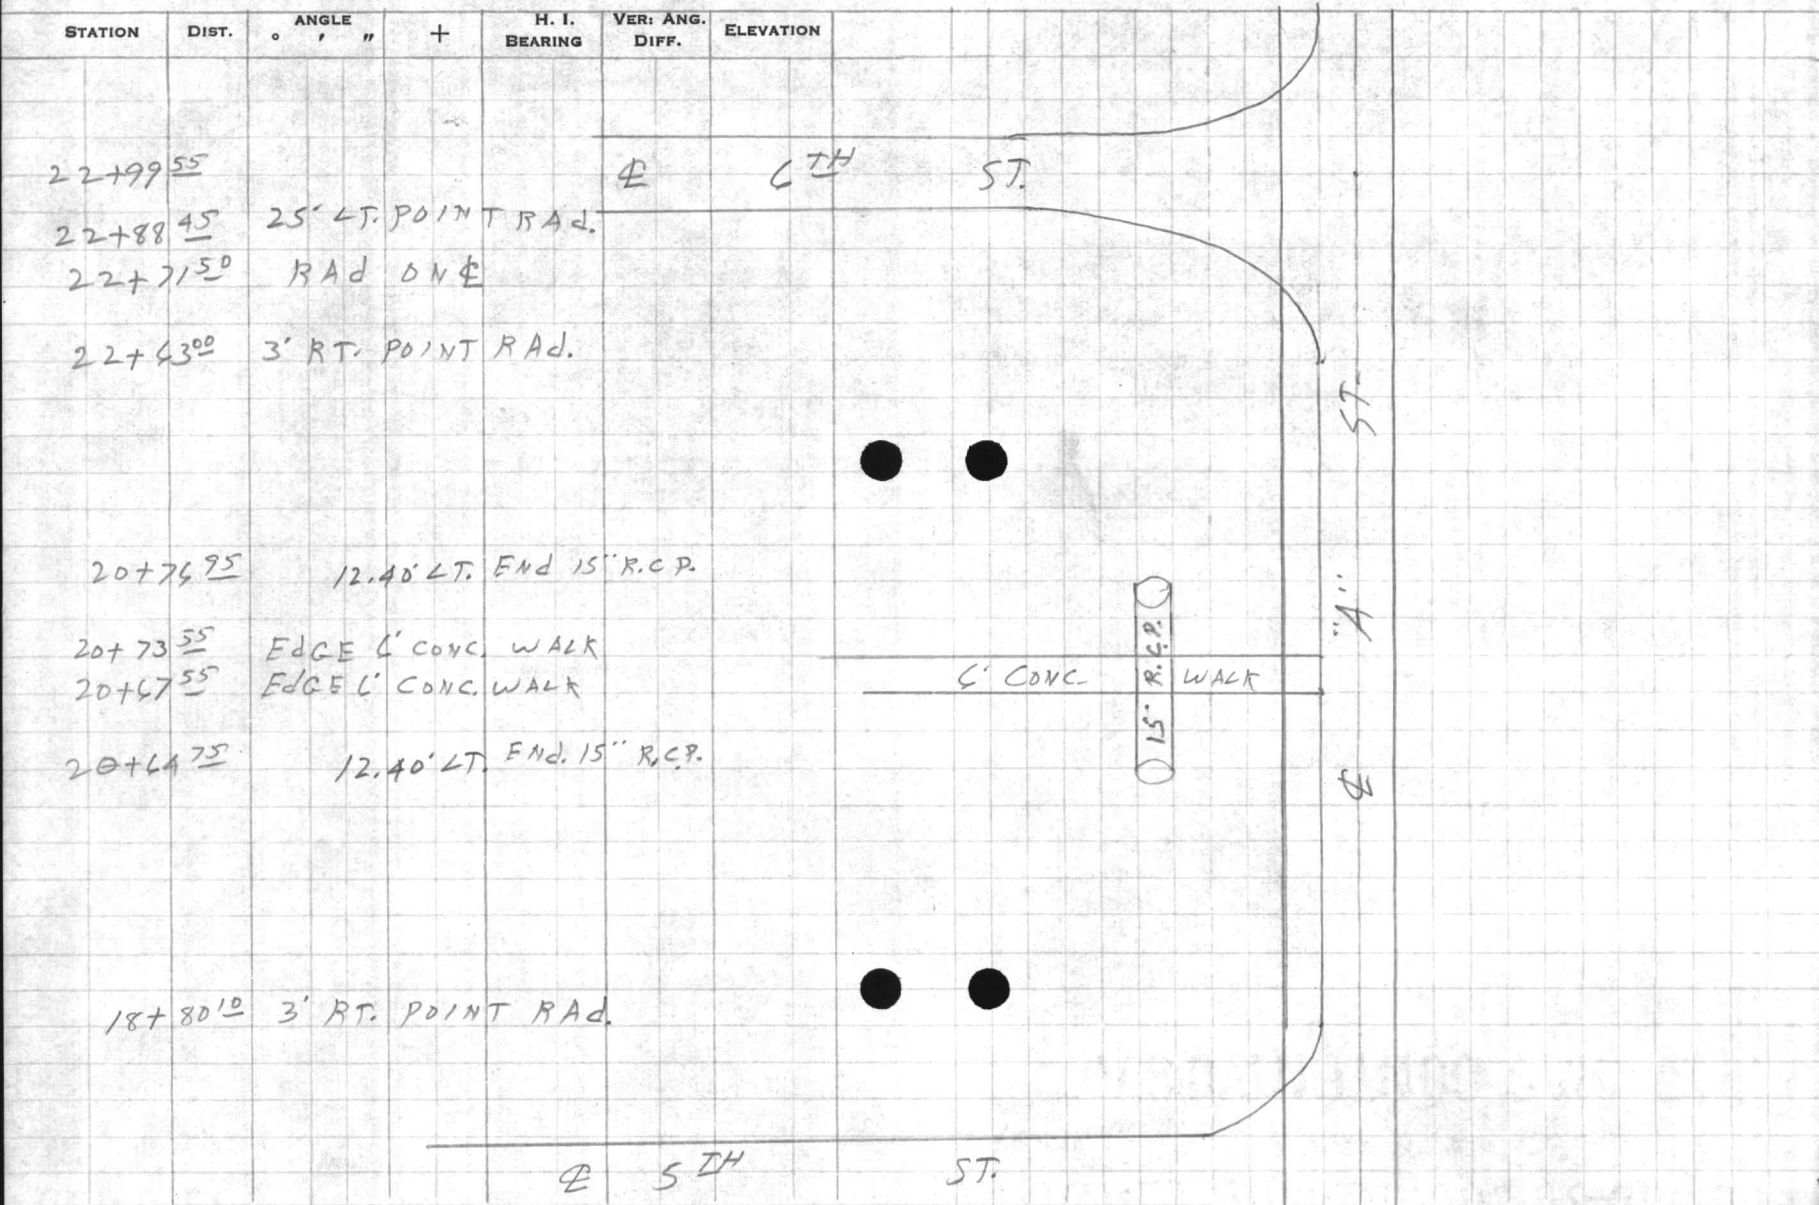 STATION DIST. ANGLE ° ' " + H. I. BEARING VER: ANG. DIFF. ELEVATION
22+99 55 ℄ 6TH ST.
22+88 45 25' LT. POINT RAd.
22+71 50 RAd ON ℄
22+63 00 3' RT. POINT RAd.
ST.
20+76 95 12.40' LT. End 15" R.C.P.
"A"
20+73 55 EdGE 6' CONC. WALK
6' CONC. WALK
15" R.C.P.
20+67 55 EdGE 6' CONC. WALK
20+64 75 12.40' LT. End. 15" R.C.P.
℄
18+80 10 3' RT. POINT RAd.
℄ 5TH ST.